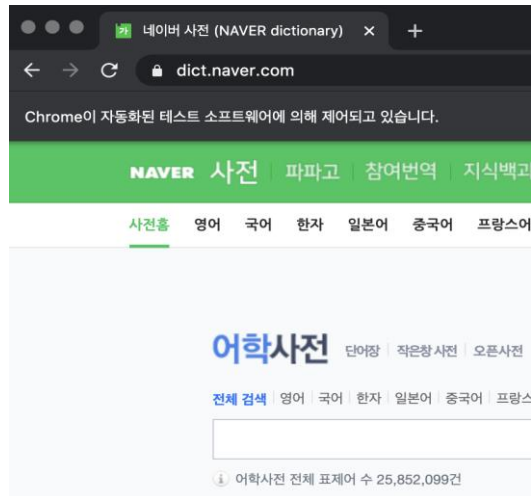 가 네이버 사전 (NAVER dictionary) × +
dict.naver.com
Chrome이 자동화된 테스트 소프트웨어에 의해 제어되고 있습니다.
NAVER 사전 파파고 참여번역 지식백과
사전홈 영어 국어 한자 일본어 중국어 프랑스어
어학사전 단어장 작은창 사전 오픈사전
전체 검색 영어 국어 한자 일본어 중국어 프랑스
어학사전 전체 표제어 수 25,852,099건